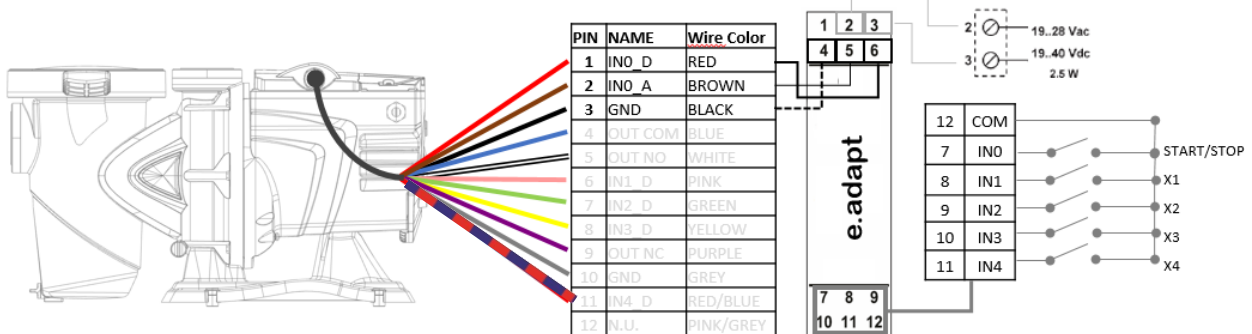 PIN NAME Wire Color
1 IN0_D RED
2 IN0_A BROWN
3 GND BLACK
4 OUT COM BLUE
5 OUT NO WHITE
6 IN1_D PINK
7 IN2_D GREEN
8 IN3_D YELLOW
9 OUT NC PURPLE
10 GND GREY
11 IN4_D RED/BLUE
12 N.U. PINK/GREY
1 2 3
4 5 6
e.adapt
7 8 9
10 11 12
2 19..28 Vac
3 19..40 Vdc
2.5 W
12 COM
7 IN0 START/STOP
8 IN1 X1
9 IN2 X2
10 IN3 X3
11 IN4 X4